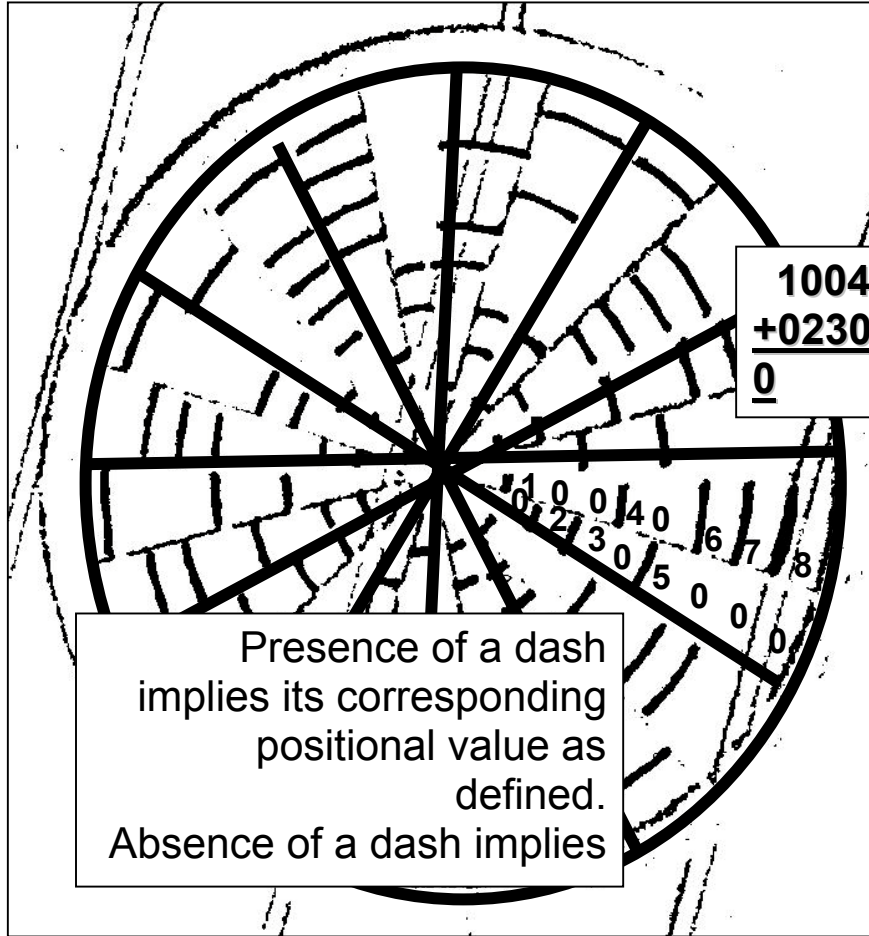 1004
+0230
0
1 0 0 4 0 6 7 8
0 2 3 0 5 0 0 0
Presence of a dash
implies its corresponding
positional value as
defined.
Absence of a dash implies